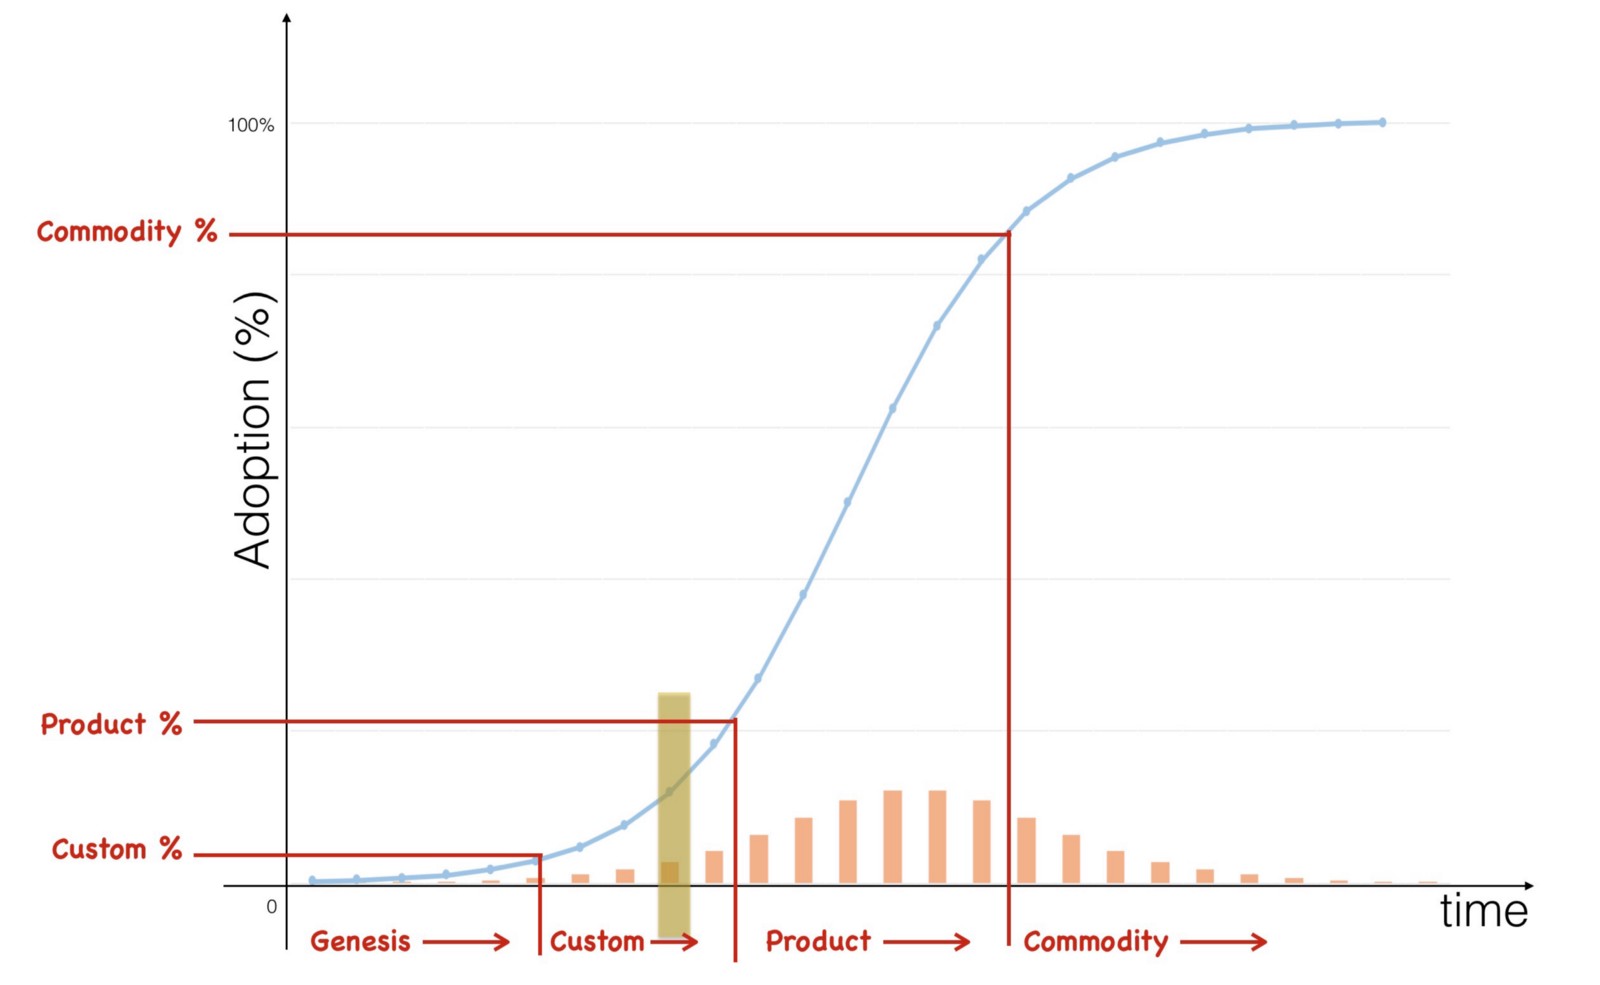 100%
Commodity %
Adoption (%)
Product %
Custom %
0
time
Genesis
Custom
Product
Commodity